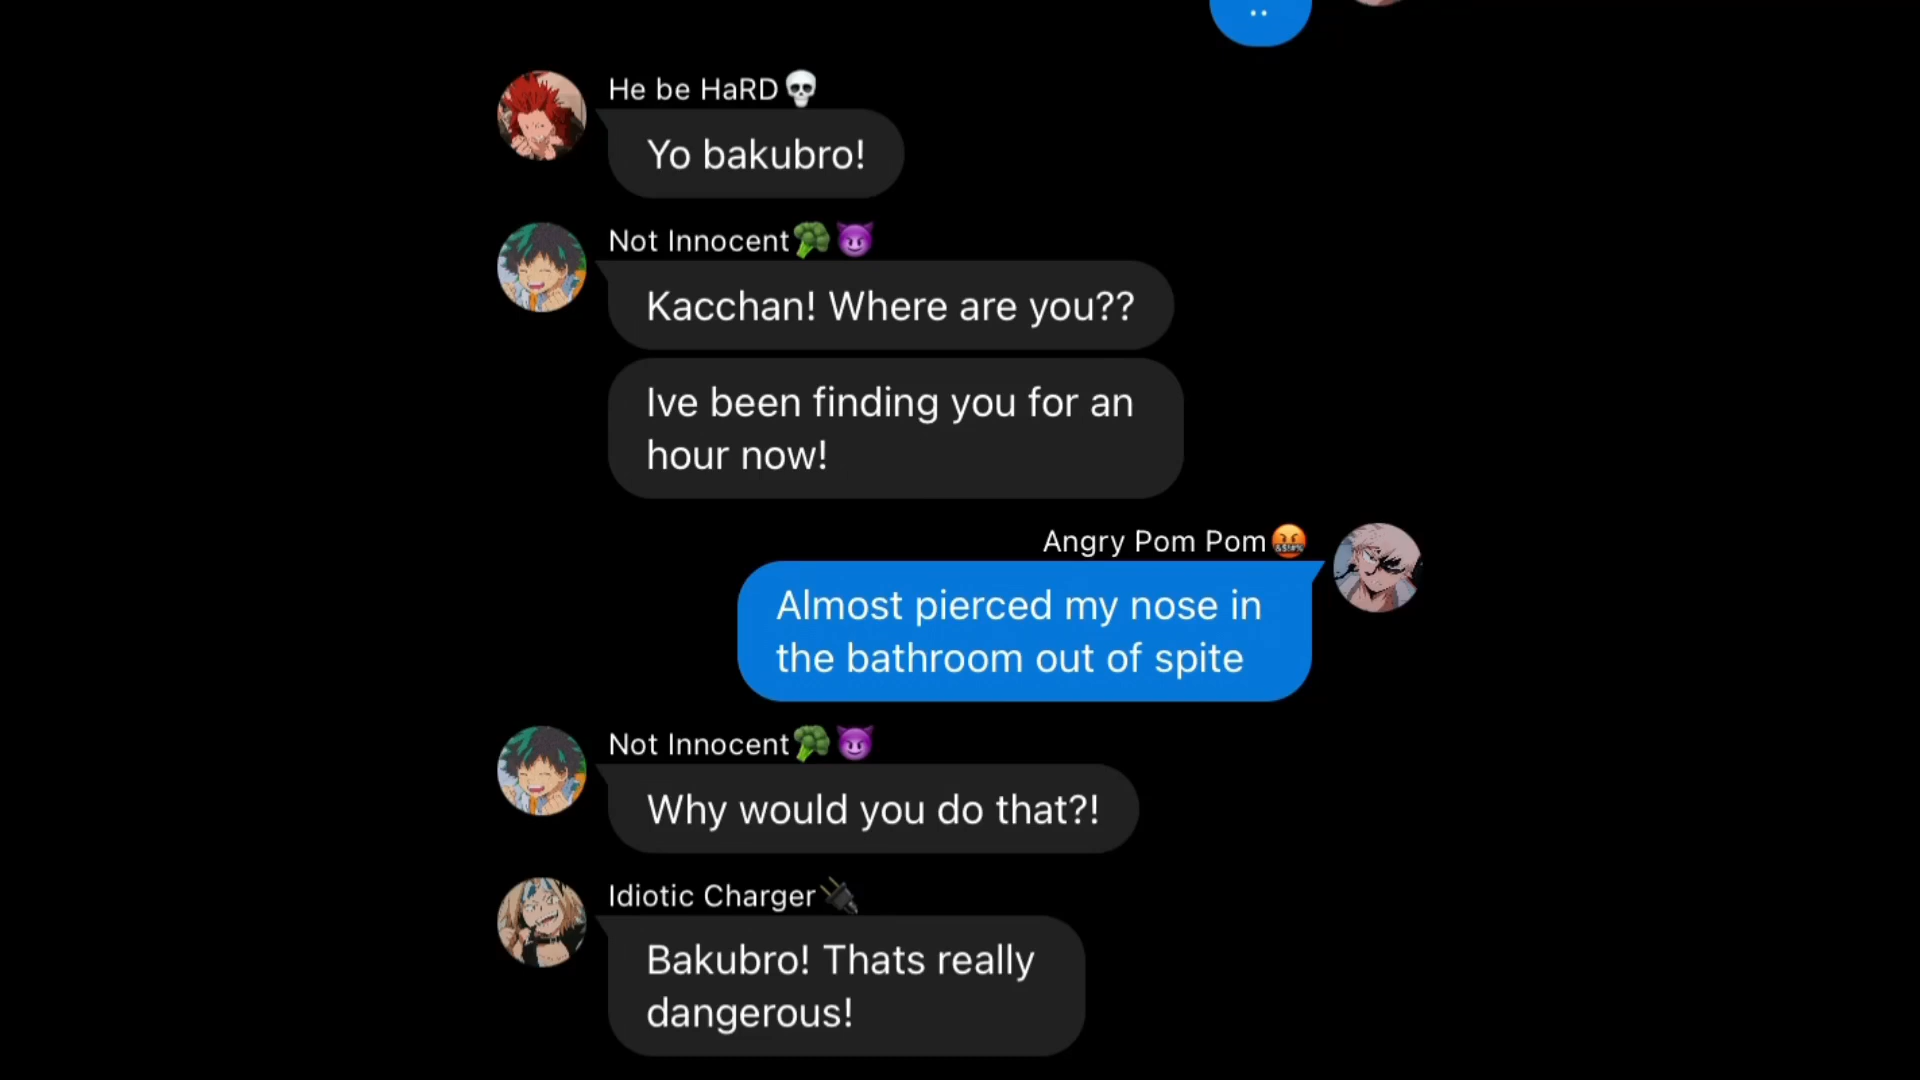 ..
He be HaRD💀
Yo bakubro!
Not Innocent🥦😈
Kacchan! Where are you??
Ive been finding you for an
hour now!
Angry Pom Pom🤬
Almost pierced my nose in
the bathroom out of spite
Not Innocent🥦😈
Why would you do that?!
Idiotic Charger🔌
Bakubro! Thats really
dangerous!